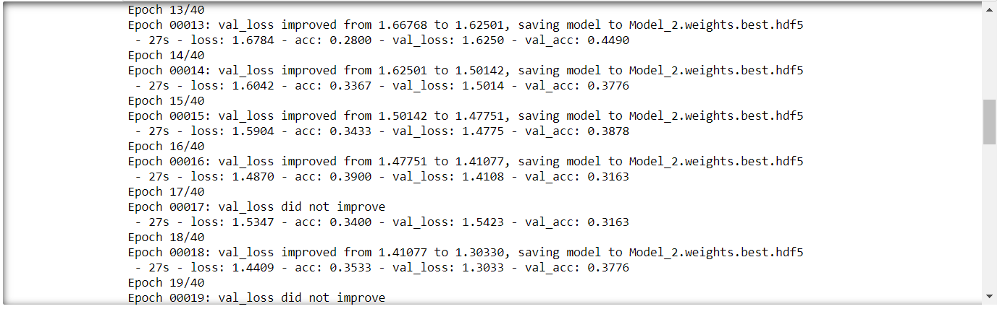 Epoch 13/40
Epoch 00013: val_loss improved from 1.66768 to 1.62501, saving model to Model_2.weights.best.hdf5
- 27s - loss: 1.6784 - acc: 0.2800 - val_loss: 1.6250 - val_acc: 0.4490
Epoch 14/40
Epoch 00014: val_loss improved from 1.62501 to 1.50142, saving model to Model_2.weights.best.hdf5
- 27s - loss: 1.6042 - acc: 0.3367 - val_loss: 1.5014 - val_acc: 0.3776
Epoch 15/40
Epoch 00015: val_loss improved from 1.50142 to 1.47751, saving model to Model_2.weights.best.hdf5
- 27s - loss: 1.5904 - acc: 0.3433 - val_loss: 1.4775 - val_acc: 0.3878
Epoch 16/40
Epoch 00016: val_loss improved from 1.47751 to 1.41077, saving model to Model_2.weights.best.hdf5
- 27s - loss: 1.4870 - acc: 0.3900 - val_loss: 1.4108 - val_acc: 0.3163
Epoch 17/40
Epoch 00017: val_loss did not improve
- 27s - loss: 1.5347 - acc: 0.3400 - val_loss: 1.5423 - val_acc: 0.3163
Epoch 18/40
Epoch 00018: val_loss improved from 1.41077 to 1.30330, saving model to Model_2.weights.best.hdf5
- 27s - loss: 1.4409 - acc: 0.3533 - val_loss: 1.3033 - val_acc: 0.3776
Epoch 19/40
Epoch 00019: val_loss did not improve